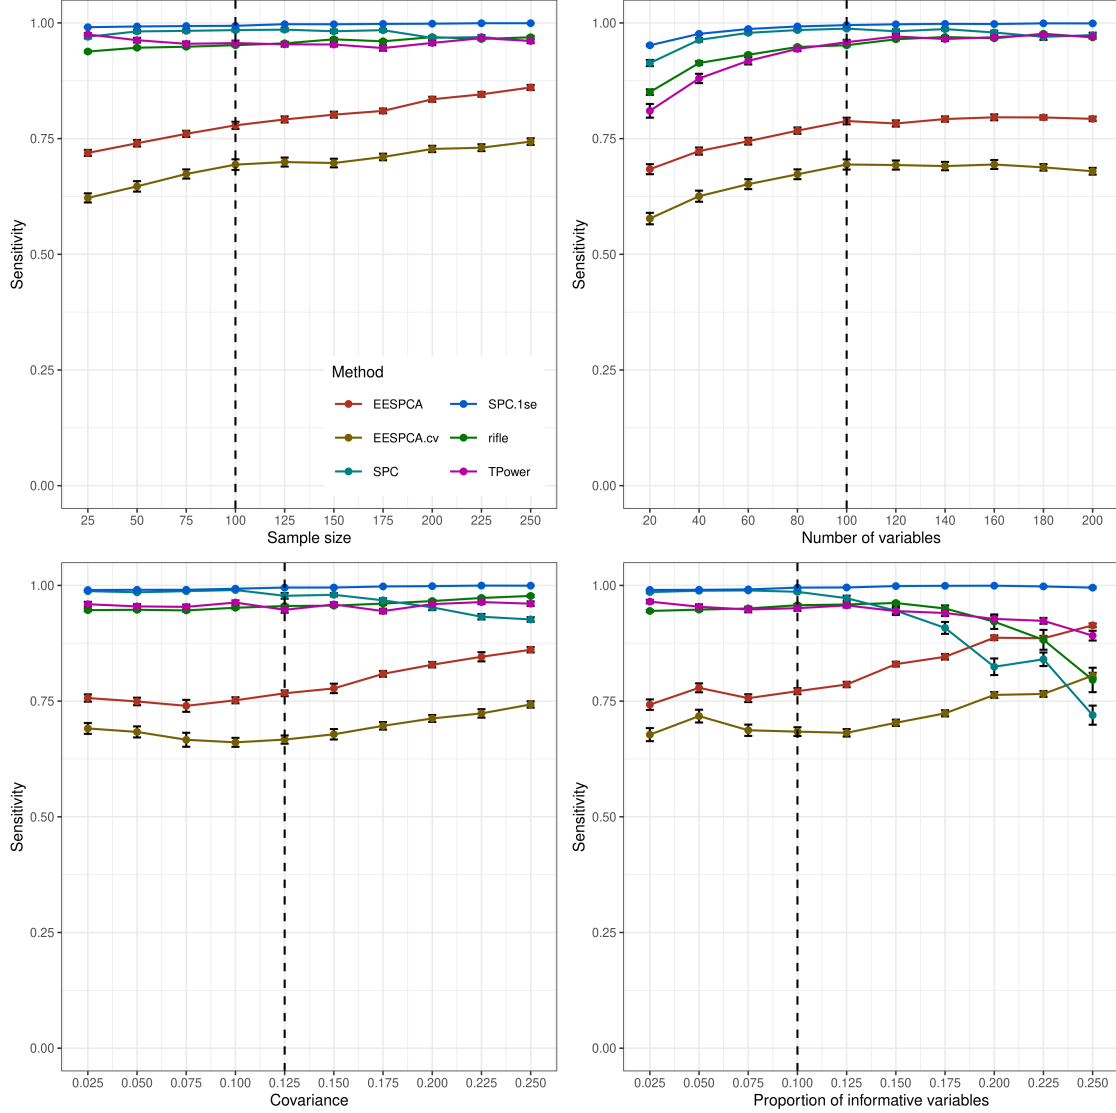 1.00
0.75
0.50
0.25
0.00
Sensitivity
Method
EESPCA
SPC.1se
EESPCA.cv
rifle
SPC
TPower
25 50 75 100 125 150 175 200 225 250
Sample size
1.00
0.75
0.50
0.25
0.00
Sensitivity
20 40 60 80 100 120 140 160 180 200
Number of variables
1.00
0.75
0.50
0.25
0.00
Sensitivity
0.025 0.050 0.075 0.100 0.125 0.150 0.175 0.200 0.225 0.250
Covariance
1.00
0.75
0.50
0.25
0.00
Sensitivity
0.025 0.050 0.075 0.100 0.125 0.150 0.175 0.200 0.225 0.250
Proportion of informative variables